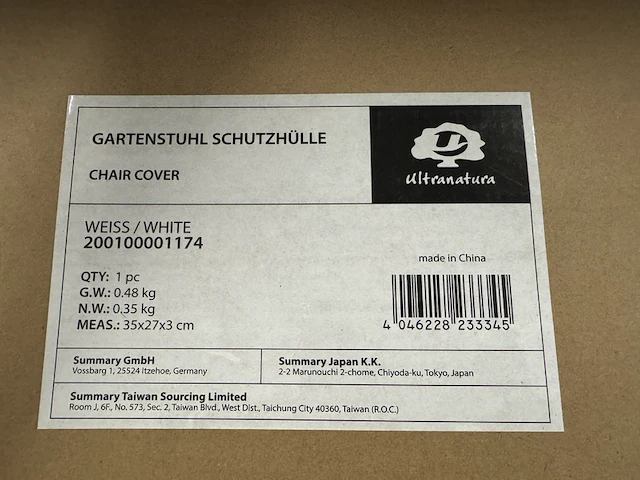 GARTENSTUHL SCHUTZHÜLLE
CHAIR COVER
Ultranatura
WEISS / WHITE
200100001174
made in China
QTY: 1 pc
G.W.: 0.48 kg
N.W.: 0.35 kg
MEAS.: 35x27x3 cm
4 046228 233345
Summary GmbH
Vossbarg 1, 25524 Itzehoe, Germany
Summary Japan K.K.
2-2 Marunouchi 2-chome, Chiyoda-ku, Tokyo, Japan
Summary Taiwan Sourcing Limited
Room J, 6F., No. 573, Sec. 2, Taiwan Blvd., West Dist., Taichung City 40360, Taiwan (R.O.C.)